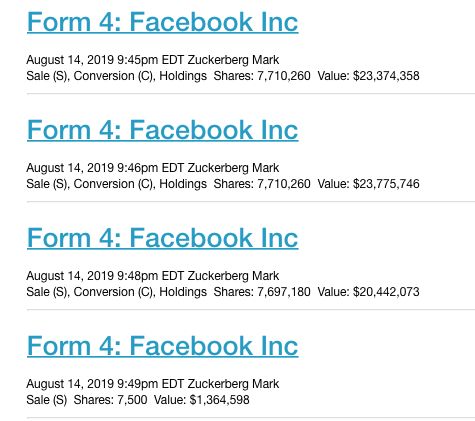 Form 4: Facebook Inc
August 14, 2019 9:45pm EDT Zuckerberg Mark
Sale (S), Conversion (C), Holdings Shares: 7,710,260 Value: $23,374,358
Form 4: Facebook Inc
August 14, 2019 9:46pm EDT Zuckerberg Mark
Sale (S), Conversion (C), Holdings Shares: 7,710,260 Value: $23,775,746
Form 4: Facebook Inc
August 14, 2019 9:48pm EDT Zuckerberg Mark
Sale (S), Conversion (C), Holdings Shares: 7,697,180 Value: $20,442,073
Form 4: Facebook Inc
August 14, 2019 9:49pm EDT Zuckerberg Mark
Sale (S) Shares: 7,500 Value: $1,364,598